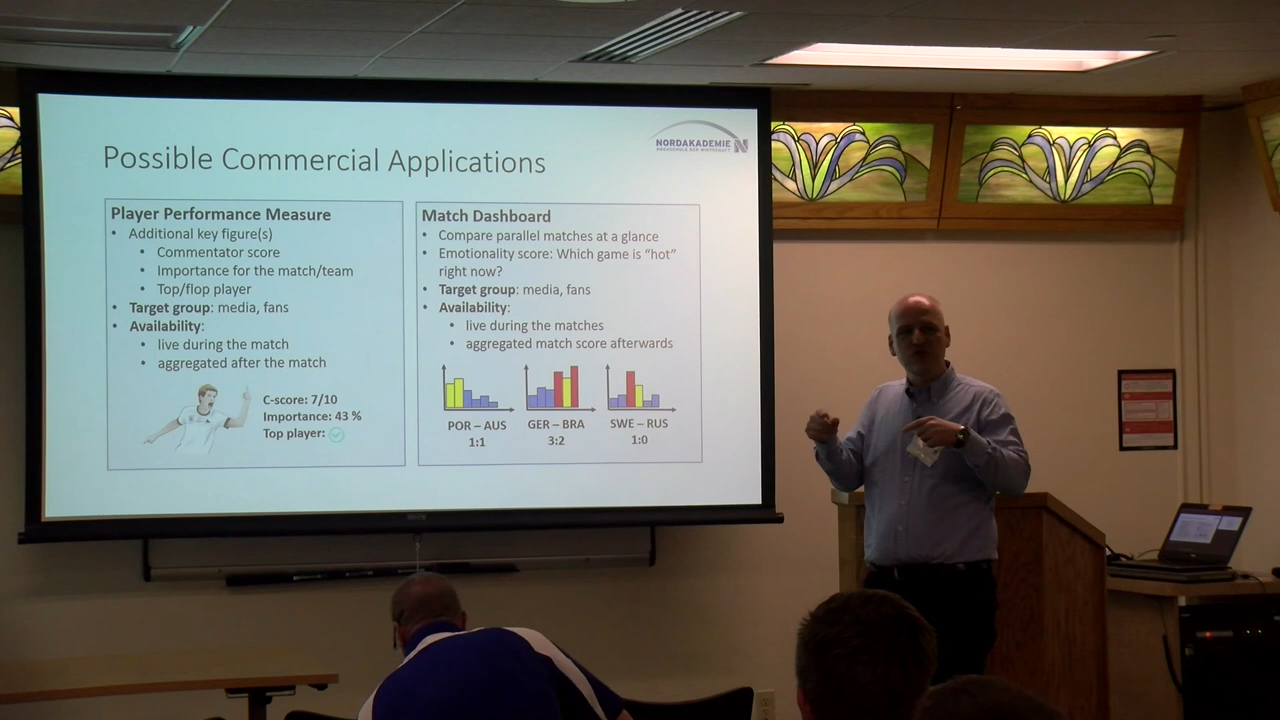 NORDAKADEMIE
HOCHSCHULE DER WIRTSCHAFT
Possible Commercial Applications
Player Performance Measure
• Additional key figure(s)
• Commentator score
• Importance for the match/team
• Top/flop player
• Target group: media, fans
• Availability:
• live during the match
• aggregated after the match
C-score: 7/10
Importance: 43 %
Top player:
Match Dashboard
• Compare parallel matches at a glance
• Emotionality score: Which game is “hot”
right now?
• Target group: media, fans
• Availability:
• live during the matches
• aggregated match score afterwards
POR – AUS
1:1
GER – BRA
3:2
SWE – RUS
1:0